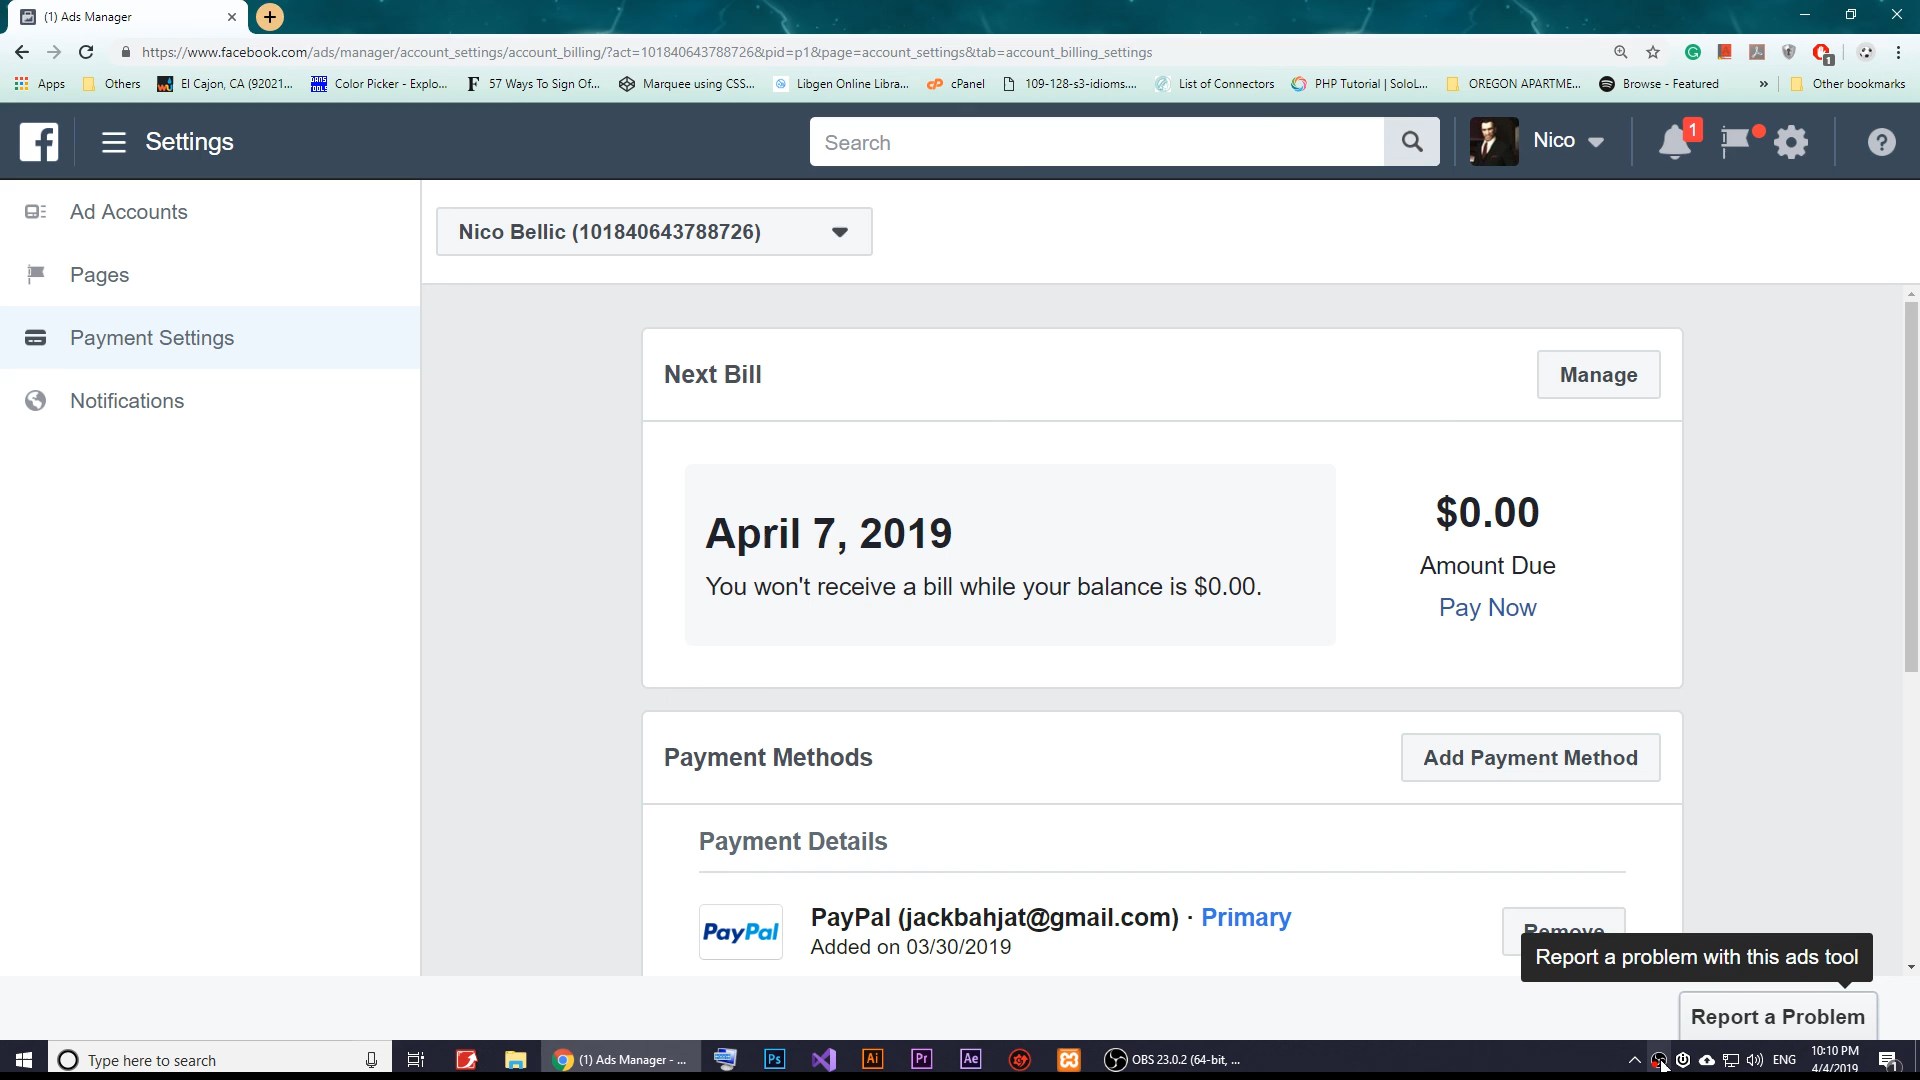 (1) Ads Manager
https://www.facebook.com/ads/manager/account_settings/account_billing/?act=101840643788726&pid=p1&page=account_settings&tab=account_billing_settings
1
Apps Others El Cajon, CA (92021... Color Picker - Explo... 57 Ways To Sign Of... Marquee using CSS... Libgen Online Libra... cPanel 109-128-s3-idioms.... List of Connectors PHP Tutorial | SoloL... OREGON APARTME... Browse - Featured » Other bookmarks
Settings Search Nico 1 ?
Ad Accounts
Pages
Payment Settings
Notifications
Nico Bellic (101840643788726)
Next Bill Manage
April 7, 2019
You won't receive a bill while your balance is $0.00.
$0.00
Amount Due
Pay Now
Payment Methods Add Payment Method
Payment Details
PayPal PayPal (jackbahjat@gmail.com) · Primary
Added on 03/30/2019
Remove
Report a problem with this ads tool
Report a Problem
Type here to search (1) Ads Manager - ... Ps Ai Pr Ae OBS 23.0.2 (64-bit, ... ENG 10:10 PM
4/4/2019 1